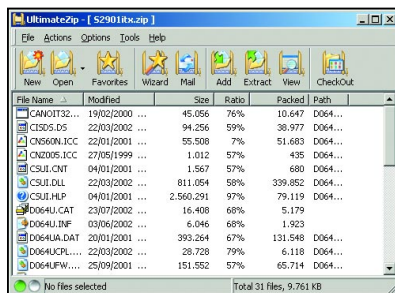 UltimateZip - [ S2901itx.zip ]
File Actions Options Tools Help
New Open Favorites Wizard Mail Add Extract View CheckOut
File Name Modified Size Ratio Packed Path
CANOIT32... 19/02/2000 ... 45.056 76% 10.647 D064...
CISDS.DS 22/03/2002 ... 94.256 59% 38.977 D064...
CNS60N.ICC 22/01/2001 ... 55.508 7% 51.683 D064...
CNZ005.ICC 27/05/1999 ... 1.012 57% 435 D064...
CSUI.CNT 04/01/2001 ... 1.567 57% 680 D064...
CSUI.DLL 22/03/2002 ... 811.054 58% 339.852 D064...
CSUI.HLP 04/01/2001 ... 2.560.291 97% 79.119 D064...
D064U.CAT 23/07/2002 ... 16.408 68% 5.179
D064U.INF 03/06/2002 ... 6.046 68% 1.923
D064UA.DAT 20/01/2001 ... 393.264 67% 131.548 D064...
D064UCPL.... 22/03/2002 ... 28.728 79% 6.118 D064...
D064UFW.... 25/09/2001 ... 151.552 57% 65.714 D064...
No files selected Total 31 files, 9.761 KB